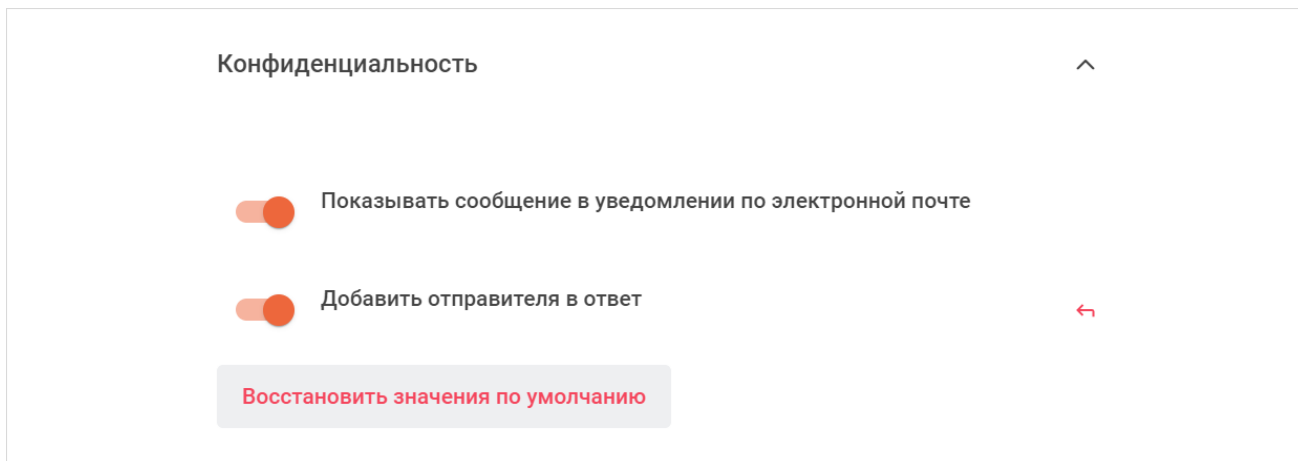 Конфиденциальность
Показывать сообщение в уведомлении по электронной почте
Добавить отправителя в ответ
Восстановить значения по умолчанию